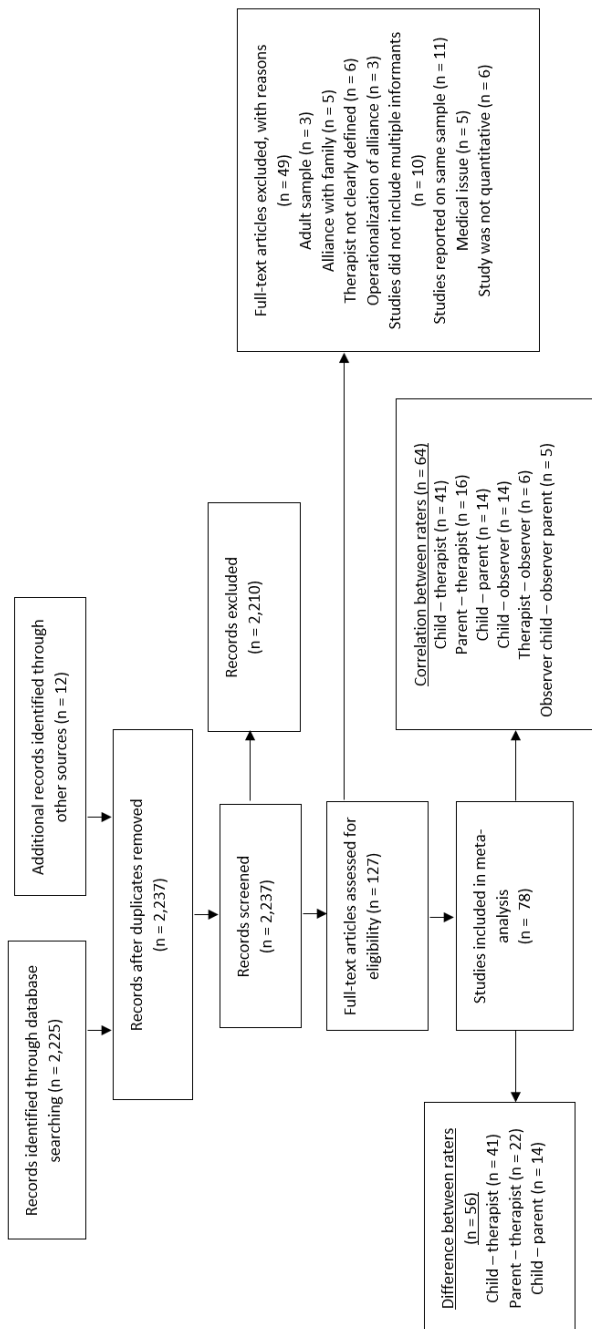 Records identified through database
searching (n = 2,225)
Additional records identified through
other sources (n = 12)
Records after duplicates removed
(n = 2,237)
Records screened
(n = 2,237)
Records excluded
(n = 2,210)
Full-text articles assessed for
eligibility (n = 127)
Full-text articles excluded, with reasons
(n = 49)
Adult sample (n = 3)
Alliance with family (n = 5)
Therapist not clearly defined (n = 6)
Operationalization of alliance (n = 3)
Studies did not include multiple informants
(n = 10)
Studies reported on same sample (n = 11)
Medical issue (n = 5)
Study was not quantitative (n = 6)
Studies included in meta-
analysis
(n = 78)
Difference between raters
(n = 56)
Child – therapist (n = 41)
Parent – therapist (n = 22)
Child – parent (n = 14)
Correlation between raters (n = 64)
Child – therapist (n = 41)
Parent – therapist (n = 16)
Child – parent (n = 14)
Child – observer (n = 14)
Therapist – observer (n = 6)
Observer child – observer parent (n = 5)